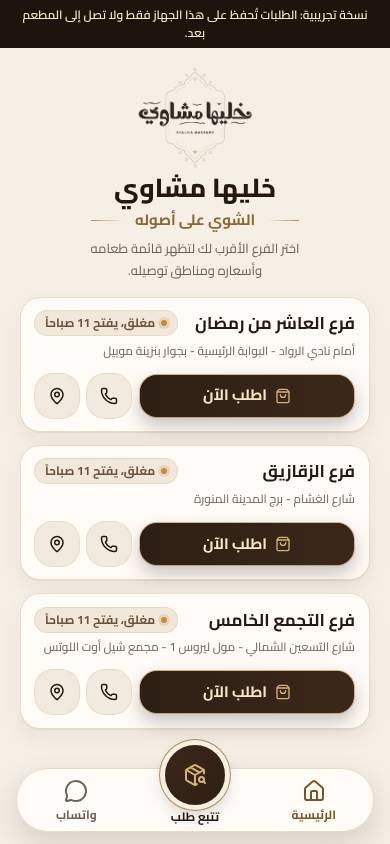 نسخة تجريبية: الطلبات تُحفظ على هذا الجهاز فقط ولا تصل إلى المطعم
بعد.
خليها مشاوي
KHALIHA MASHAWY
خليها مشاوي
الشوي على أصوله
اختر الفرع الأقرب لك لتظهر قائمة طعامه
وأسعاره ومناطق توصيله.
فرع العاشر من رمضان
مغلق، يفتح 11 صباحاً
أمام نادي الرواد - البوابة الرئيسية - بجوار بنزينة موبيل
اطلب الآن
فرع الزقازيق
مغلق، يفتح 11 صباحاً
شارع الغشام - برج المدينة المنورة
اطلب الآن
فرع التجمع الخامس
مغلق، يفتح 11 صباحاً
شارع التسعين الشمالي - مول ليروس 1 - مجمع شيل أوت اللوتس
اطلب الآن
الرئيسية
تتبع طلب
واتساب